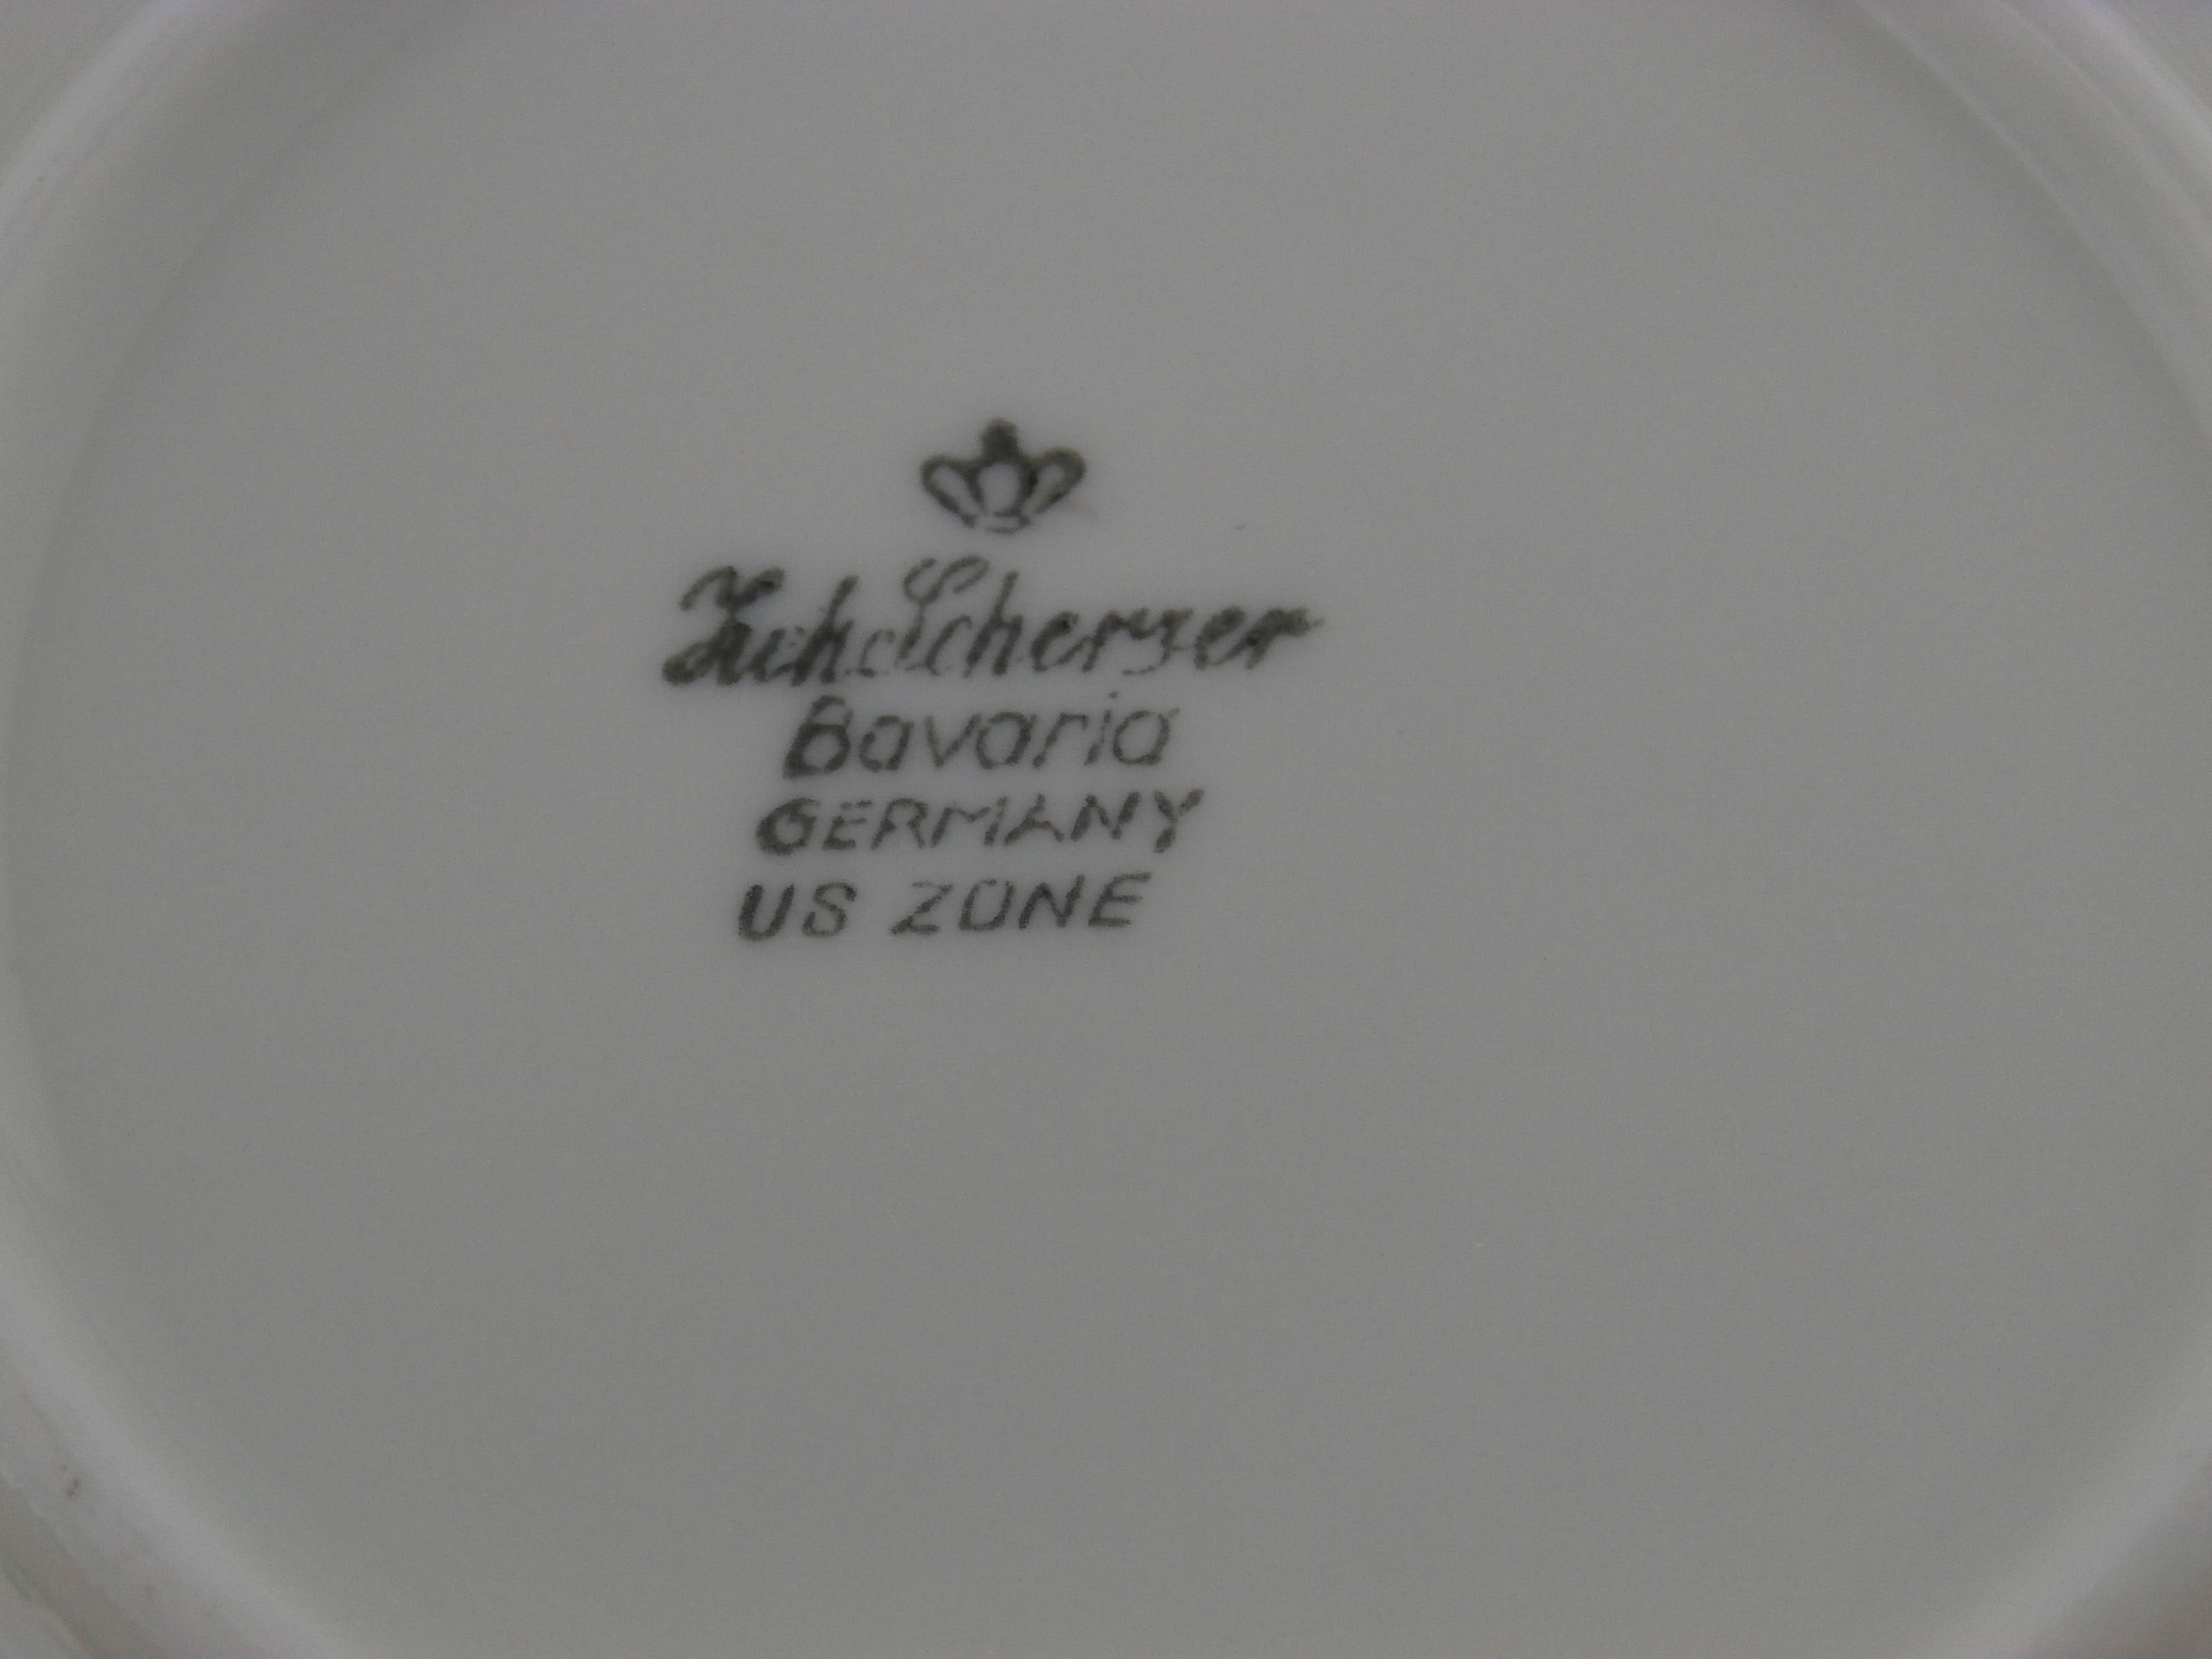 Zeh, Scherzer
Bavaria
GERMANY
US ZONE